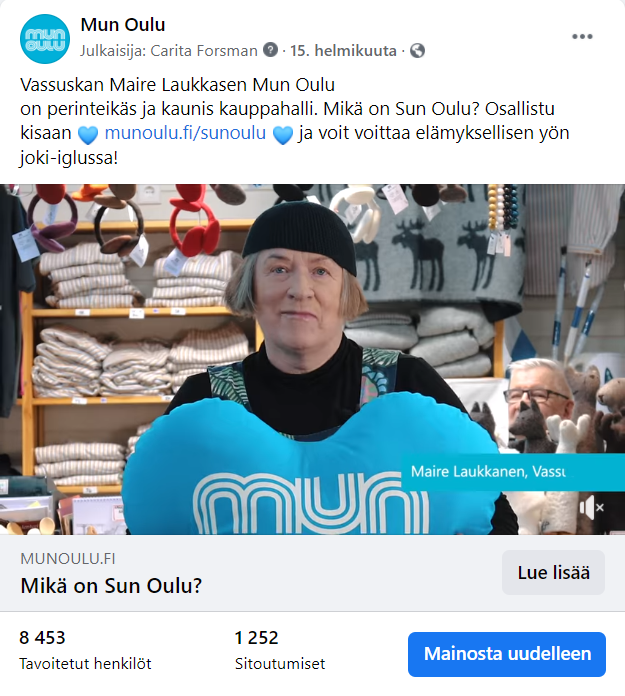 mun
oulu
Mun Oulu
Julkaisija: Carita Forsman · 15. helmikuuta ·
Vassuskan Maire Laukkasen Mun Oulu
on perinteikäs ja kaunis kauppahalli. Mikä on Sun Oulu? Osallistu
kisaan 💙 munoulu.fi/sunoulu 💙 ja voit voittaa elämyksellisen yön
joki-iglussa!
mun
Maire Laukkanen, Vassu
MUNOULU.FI
Mikä on Sun Oulu?
Lue lisää
8 453
Tavoitetut henkilöt
1 252
Sitoutumiset
Mainosta uudelleen